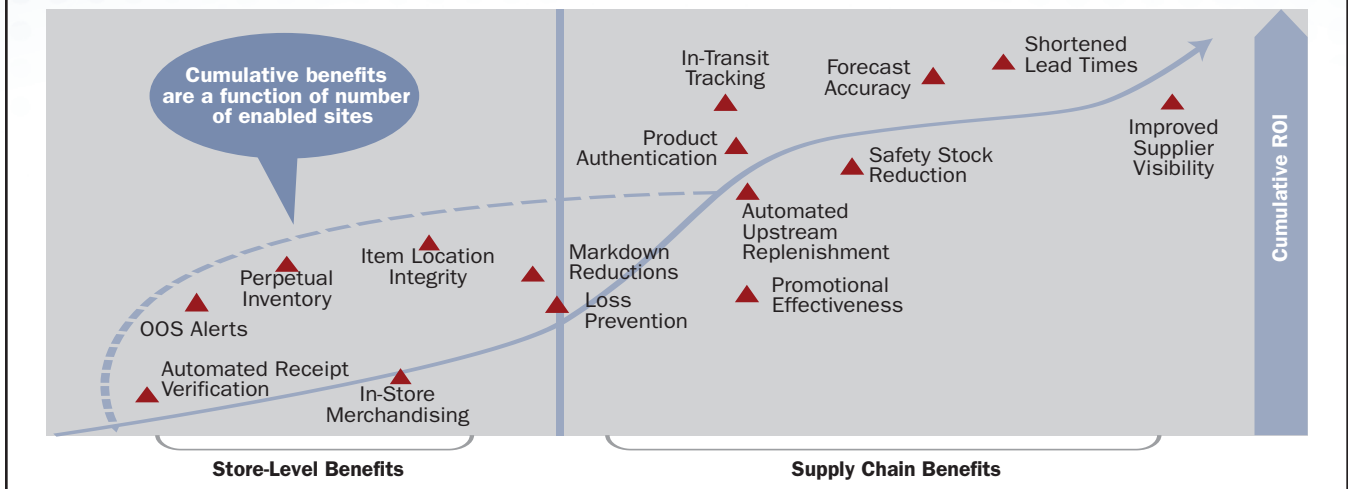 Cumulative benefits
are a function of number
of enabled sites
In-Transit
Tracking
Forecast
Accuracy
Shortened
Lead Times
Product
Authentication
Safety Stock
Reduction
Improved
Supplier
Visibility
Automated
Upstream
Replenishment
Item Location
Integrity
Markdown
Reductions
Perpetual
Inventory
Promotional
Effectiveness
Loss
Prevention
OOS Alerts
Automated Receipt
Verification
In-Store
Merchandising
Cumulative ROI
Store-Level Benefits
Supply Chain Benefits